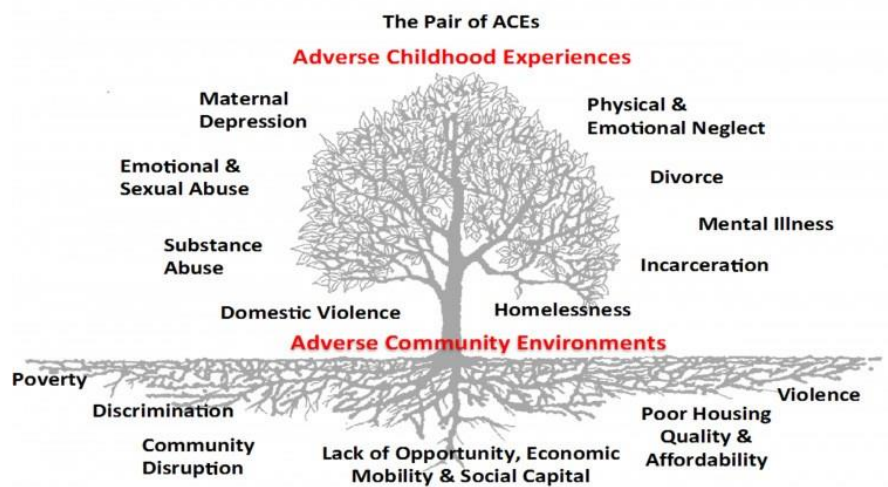 The Pair of ACEs
Adverse Childhood Experiences
Maternal
Depression
Physical &
Emotional Neglect
Emotional &
Sexual Abuse
Divorce
Mental Illness
Substance
Abuse
Incarceration
Domestic Violence
Homelessness
Adverse Community Environments
Poverty
Violence
Discrimination
Poor Housing
Quality &
Affordability
Community
Disruption
Lack of Opportunity, Economic
Mobility & Social Capital